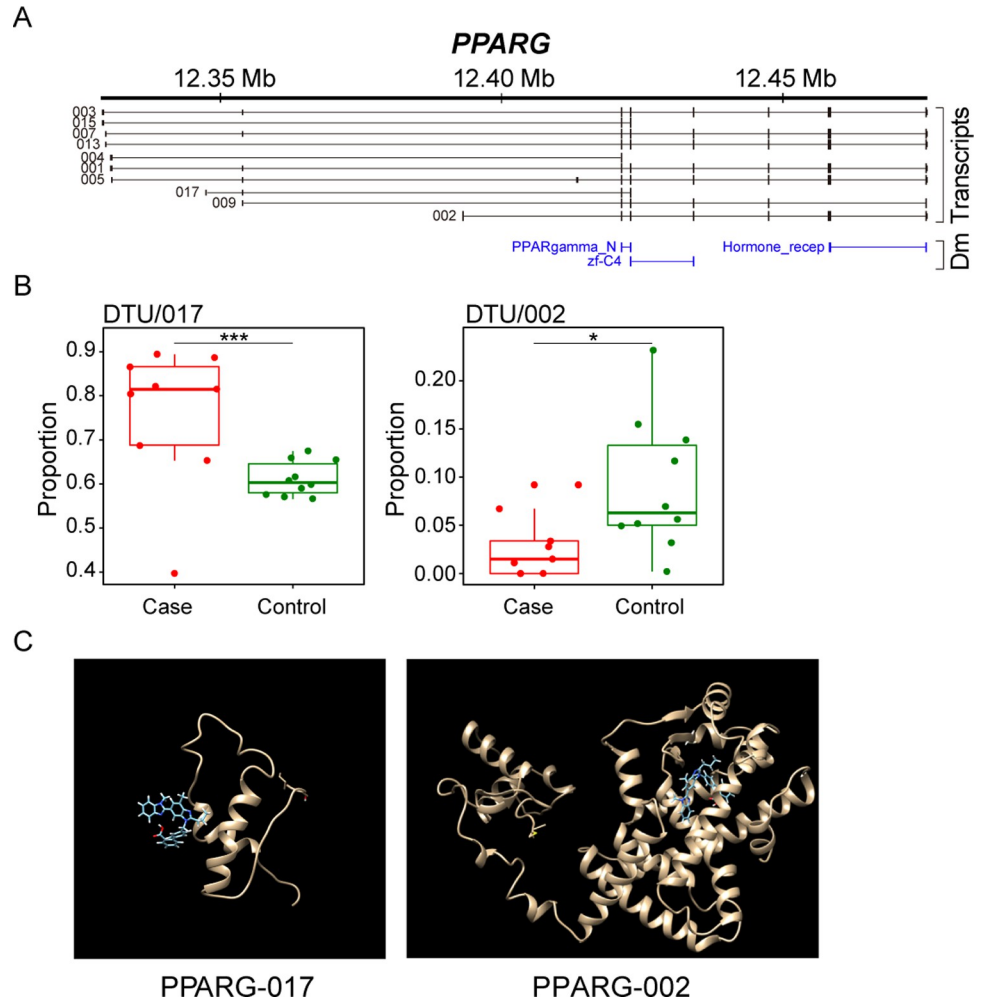 A
PPARG
12.35 Mb 12.40 Mb 12.45 Mb
003
015
007
013
004
001
005
017
009
002
Transcripts
PPARgamma_N
Hormone_recep
zf-C4
Dm
B
DTU/017
***
0.9
0.8
0.7
0.6
0.5
0.4
Proportion
Case Control
DTU/002
*
0.20
0.15
0.10
0.05
0.00
Proportion
Case Control
C
PPARG-017
PPARG-002